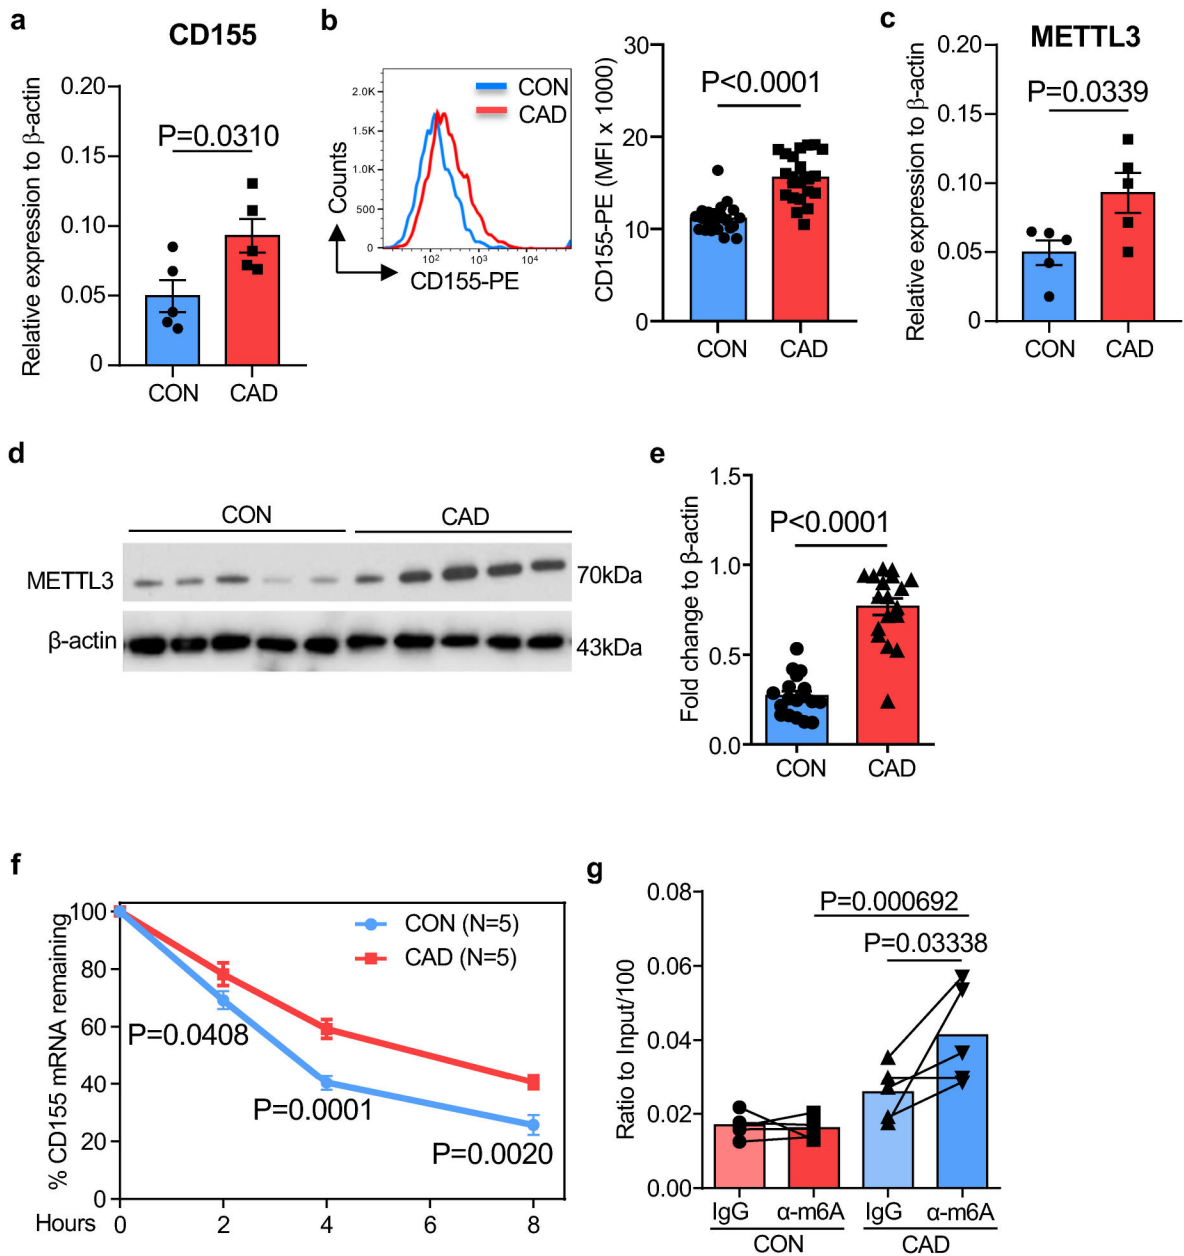 a
CD155
Relative expression to β-actin
0.20
0.15
0.10
0.05
0
P=0.0310
CON
CAD
b
Counts
2.0K
1.5K
1.0K
500
0
CON
CAD
10²
10³
10⁴
CD155-PE
CD155-PE (MFI x 1000)
30
20
10
0
P<0.0001
CON
CAD
c
METTL3
Relative expression to β-actin
0.20
0.15
0.10
0.05
0
P=0.0339
CON
CAD
d
CON
CAD
METTL3
70kDa
β-actin
43kDa
e
Fold change to β-actin
1.5
1.0
0.5
0.0
P<0.0001
CON
CAD
f
% CD155 mRNA remaining
100
80
60
40
20
0
CON (N=5)
CAD (N=5)
P=0.0408
P=0.0001
P=0.0020
Hours
0
2
4
6
8
g
Ratio to Input/100
0.08
0.06
0.04
0.02
0.00
P=0.000692
P=0.03338
IgG
α-m6A
IgG
α-m6A
CON
CAD